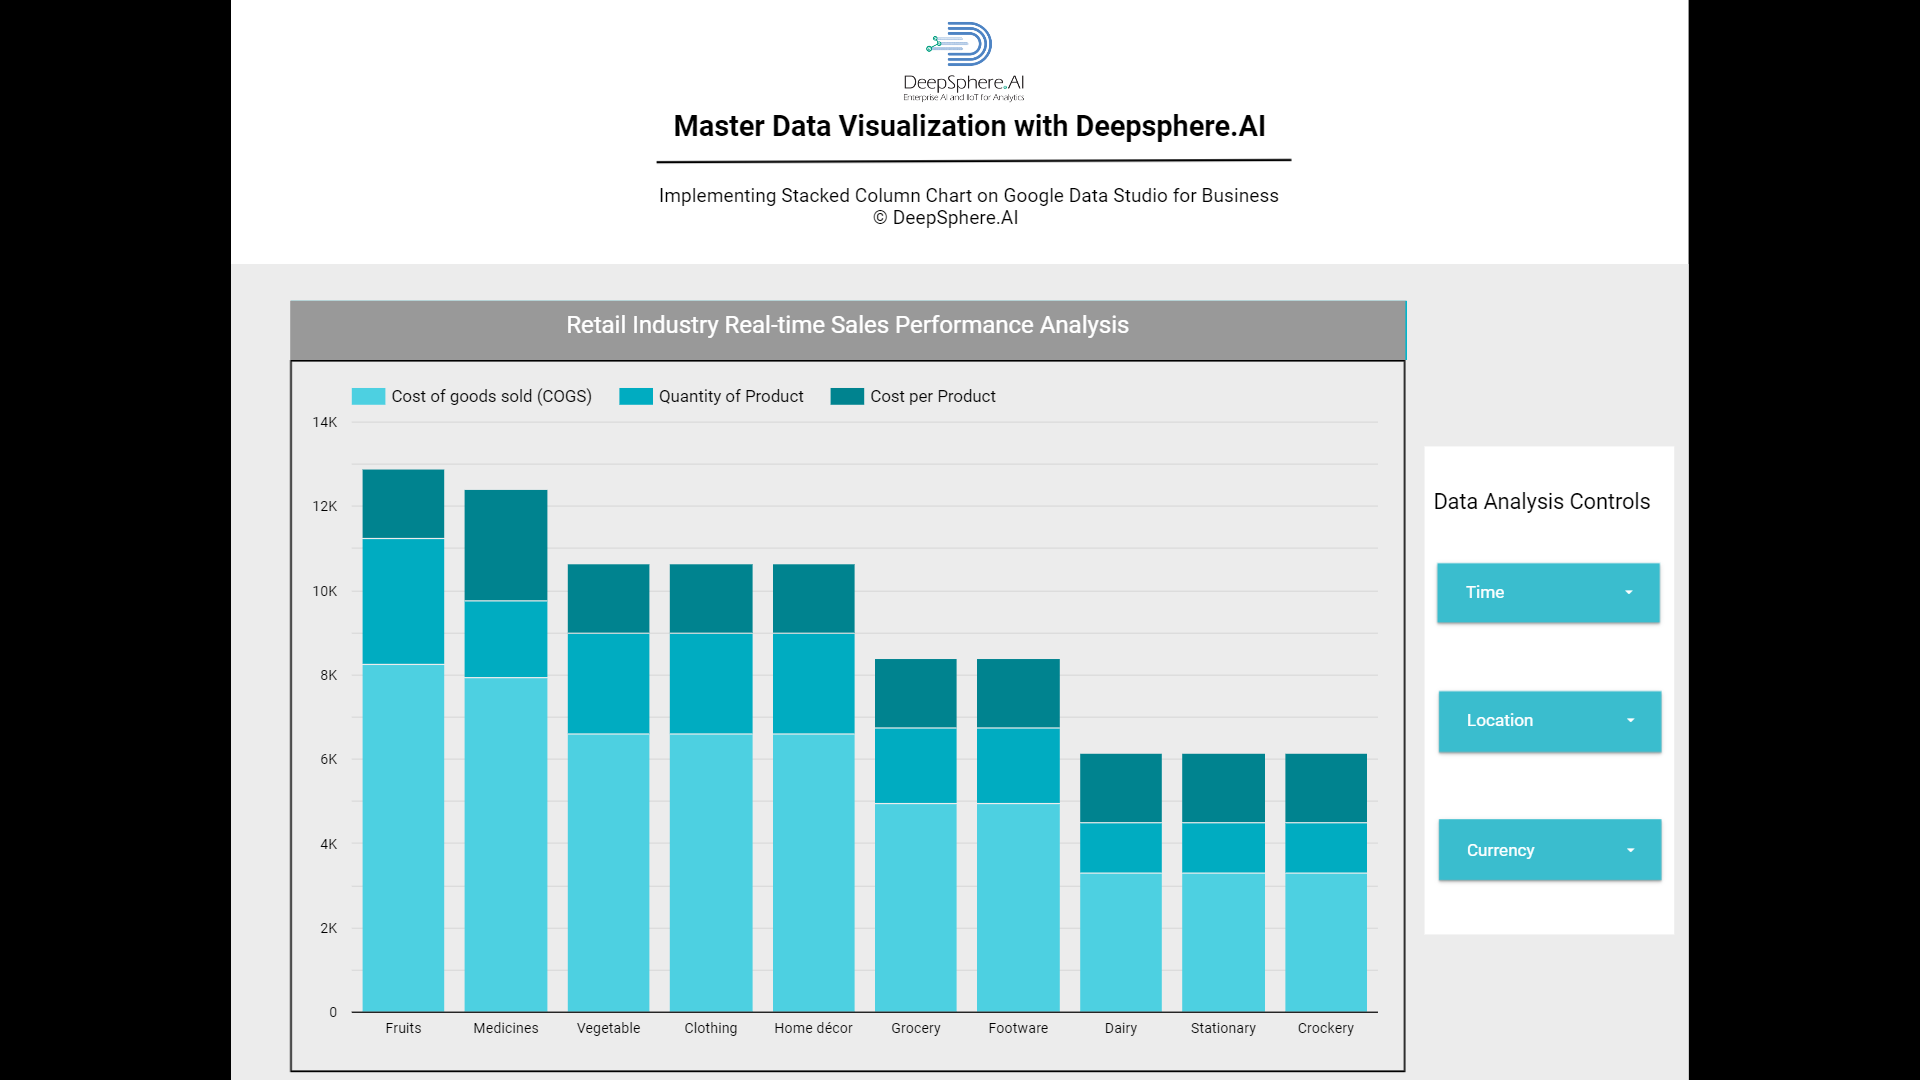 DeepSphere.AI
Enterprise AI and IIoT for Analytics
Master Data Visualization with Deepsphere.AI
Implementing Stacked Column Chart on Google Data Studio for Business
© DeepSphere.AI
Retail Industry Real-time Sales Performance Analysis
Cost of goods sold (COGS) Quantity of Product Cost per Product
14K
12K
10K
8K
6K
4K
2K
0
Fruits Medicines Vegetable Clothing Home décor Grocery Footware Dairy Stationary Crockery
Data Analysis Controls
Time
Location
Currency